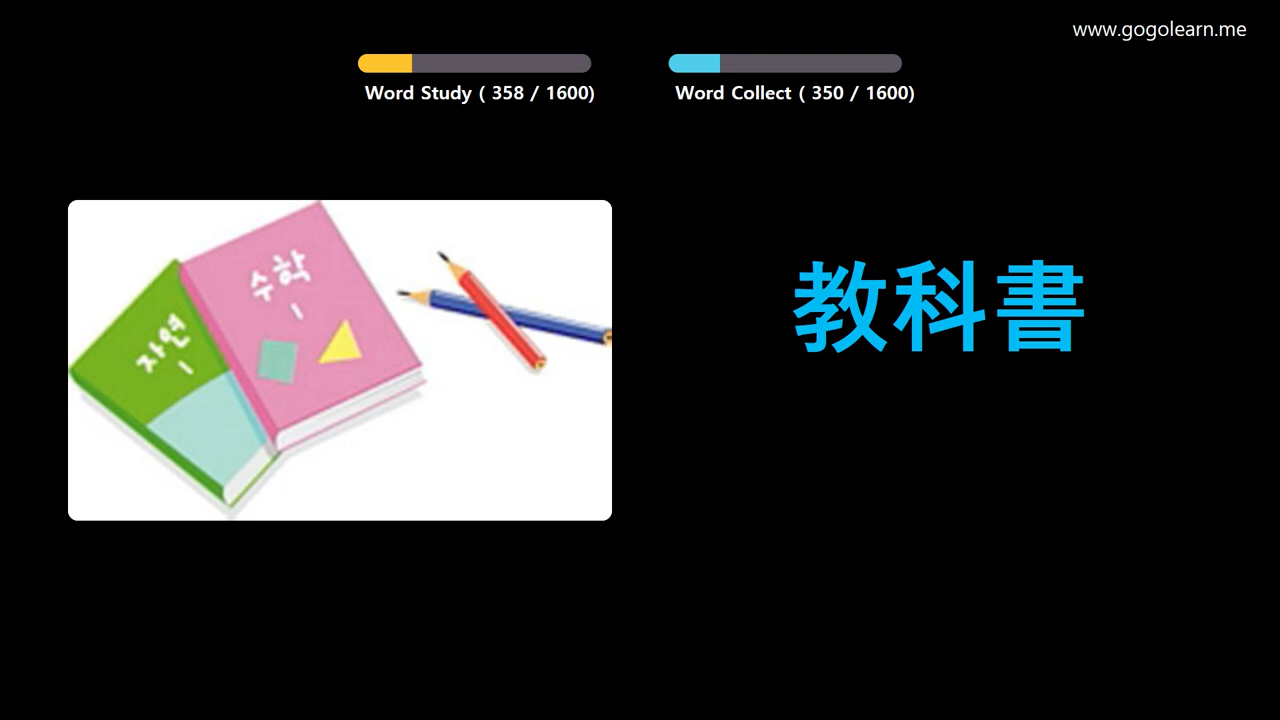 www.gogolearn.me
Word Study ( 358 / 1600)
Word Collect ( 350 / 1600)
수학
1
자연
1
教科書